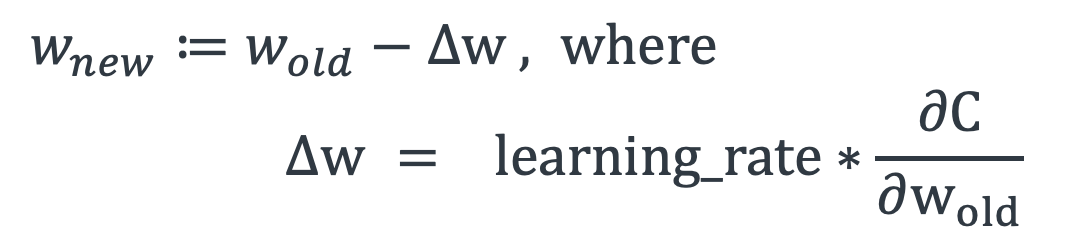 w_new := w_old − Δw , where
Δw = learning_rate * ∂C/∂w_old